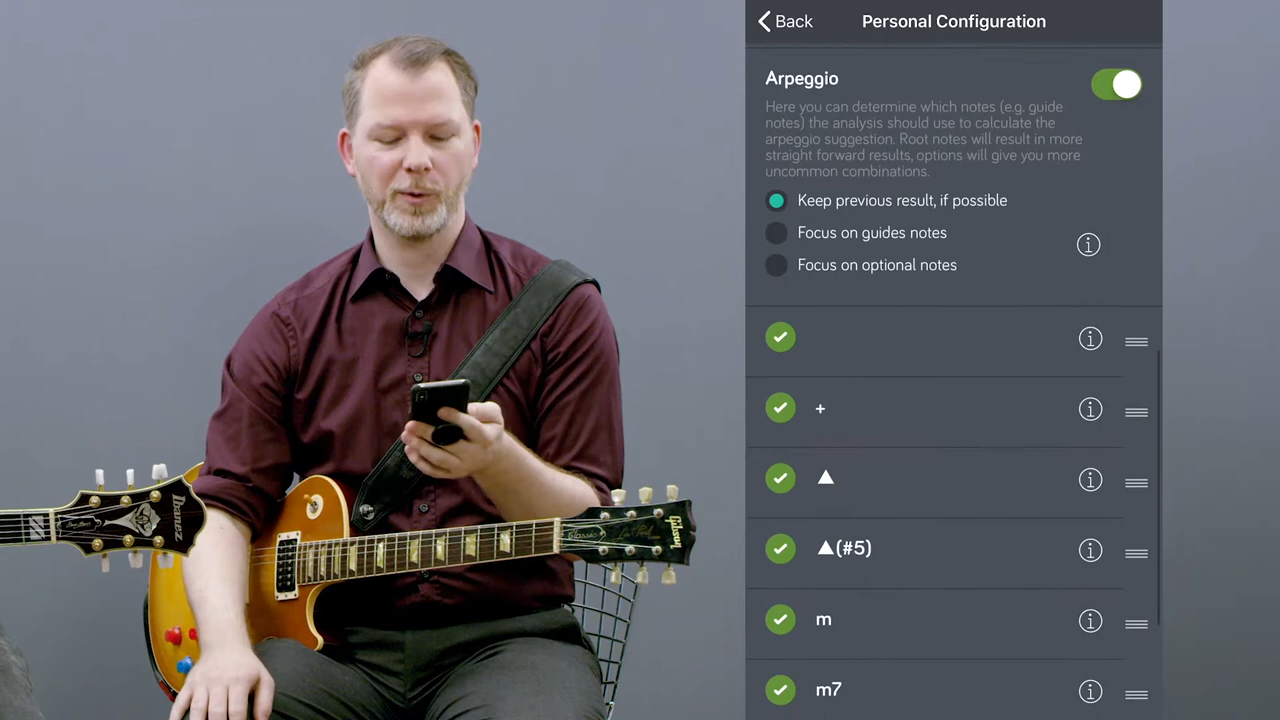 Back
Personal Configuration
Arpeggio
Here you can determine which notes (e.g. guide
notes) the analysis should use to calculate the
arpeggio suggestion. Root notes will result in more
straight forward results, options will give you more
uncommon combinations.
Keep previous result, if possible
Focus on guides notes
Focus on optional notes
+
▲
▲(#5)
m
m7
Ibanez
Gibson
Classic